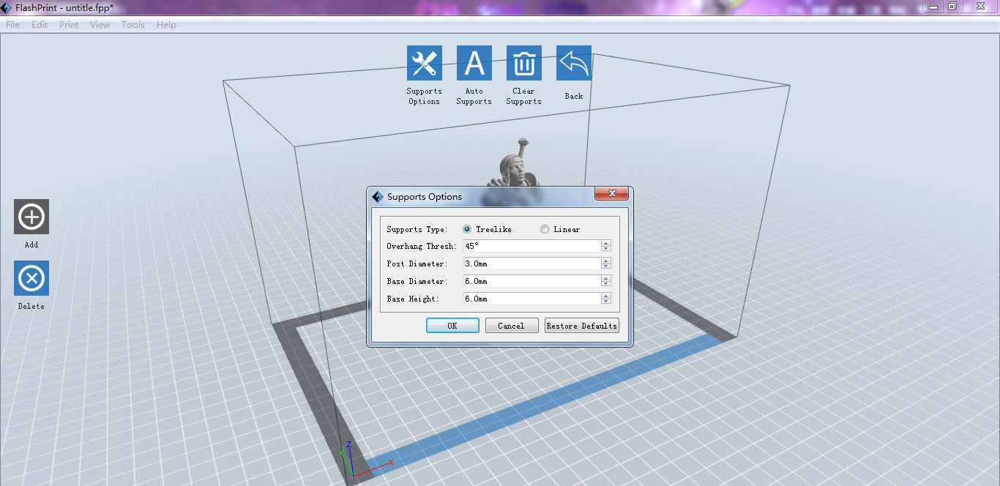 FlashPrint - untitle.fpp*
File Edit Print View Tools Help
Supports
Options
Auto
Supports
Clear
Supports
Back
A
Add
Delete
Supports Options
Supports Type: Treelike Linear
Overhang Thresh: 45°
Post Diameter: 3.0mm
Base Diameter: 6.0mm
Base Height: 6.0mm
OK Cancel Restore Defaults
Z
X